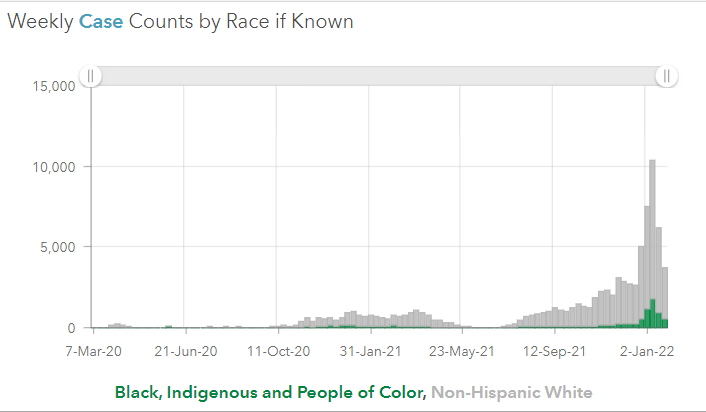 Weekly Case Counts by Race if Known
15,000
10,000
5,000
0
7-Mar-20 21-Jun-20 11-Oct-20 31-Jan-21 23-May-21 12-Sep-21 2-Jan-22
Black, Indigenous and People of Color, Non-Hispanic White